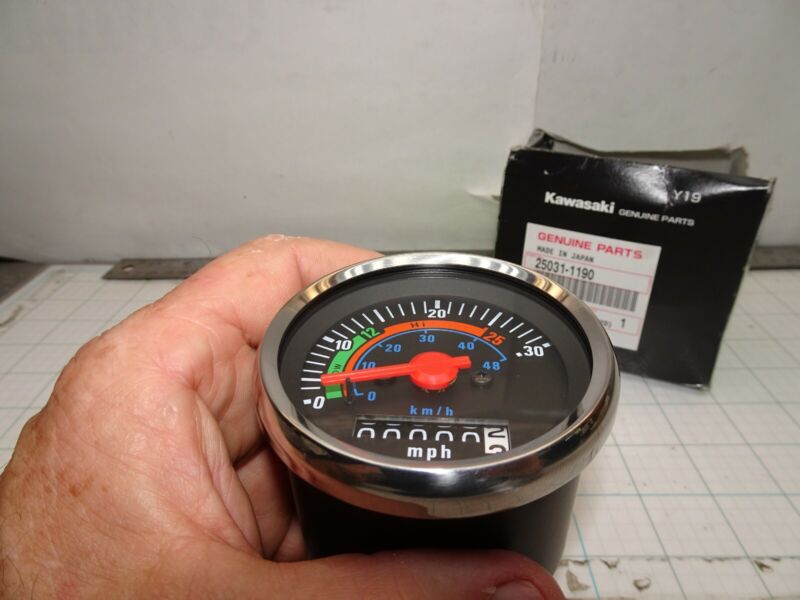 Kawasaki GENUINE PARTS
Y19
GENUINE PARTS
MADE IN JAPAN
25031-1190
1
0 10 20 30
12 Hi 25
0 10 20 30 40 48
L
km/h
00000
mph